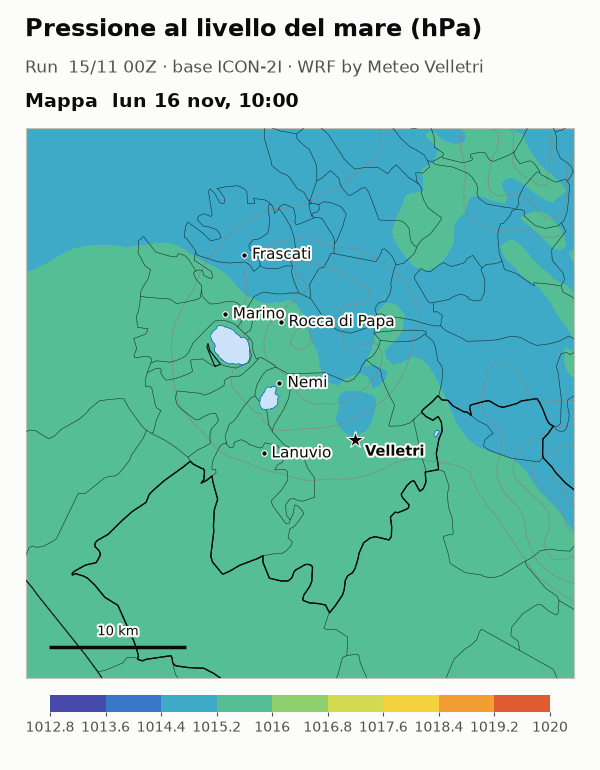 Pressione al livello del mare (hPa)
Run  15/11 00Z · base ICON-2I · WRF by Meteo Velletri
Mappa  lun 16 nov, 10:00
Frascati
Marino
Rocca di Papa
Nemi
Velletri
Lanuvio
10 km
1012.8 1013.6 1014.4 1015.2 1016 1016.8 1017.6 1018.4 1019.2 1020